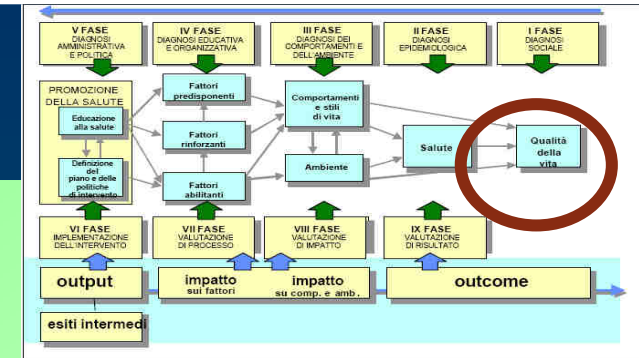 V FASE
DIAGNOSI
AMMINISTRATIVA
E POLITICA
IV FASE
DIAGNOSI EDUCATIVA
E ORGANIZZATIVA
III FASE
DIAGNOSI DEI
COMPORTAMENTI E
DELL'AMBIENTE
II FASE
DIAGNOSI
EPIDEMIOLOGICA
I FASE
DIAGNOSI
SOCIALE
PROMOZIONE
DELLA SALUTE
Educazione
alla salute
Definizione
del
piano e delle
politiche
di intervento
Fattori
predisponenti
Fattori
rinforzanti
Fattori
abilitanti
Comportamenti
e stili
di vita
Ambiente
Salute
Qualità
della
vita
VI FASE
IMPLEMENTAZIONE
DELL'INTERVENTO
VII FASE
VALUTAZIONE
DI PROCESSO
VIII FASE
VALUTAZIONE
DI IMPATTO
IX FASE
VALUTAZIONE
DI RISULTATO
output
impatto
sui fattori
impatto
su comp. e amb.
outcome
esiti intermedi